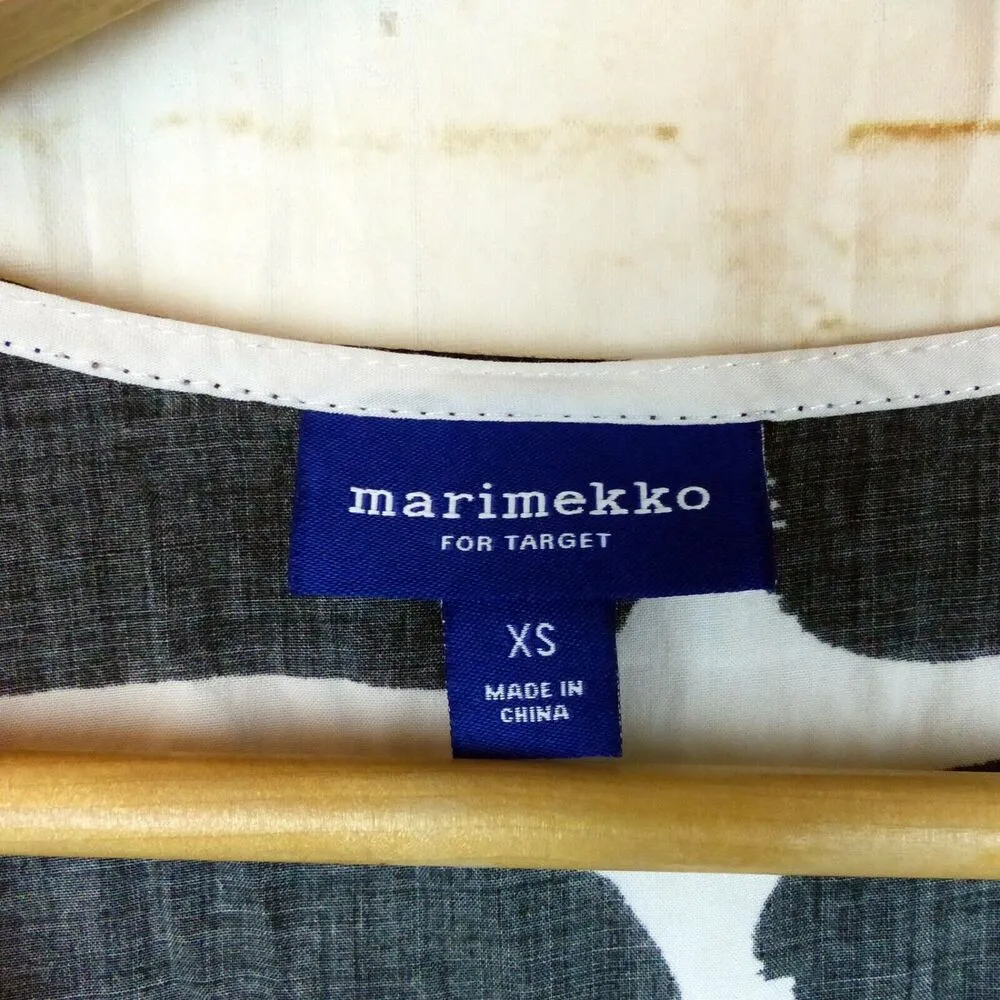 marimekko
FOR TARGET
XS
MADE IN
CHINA